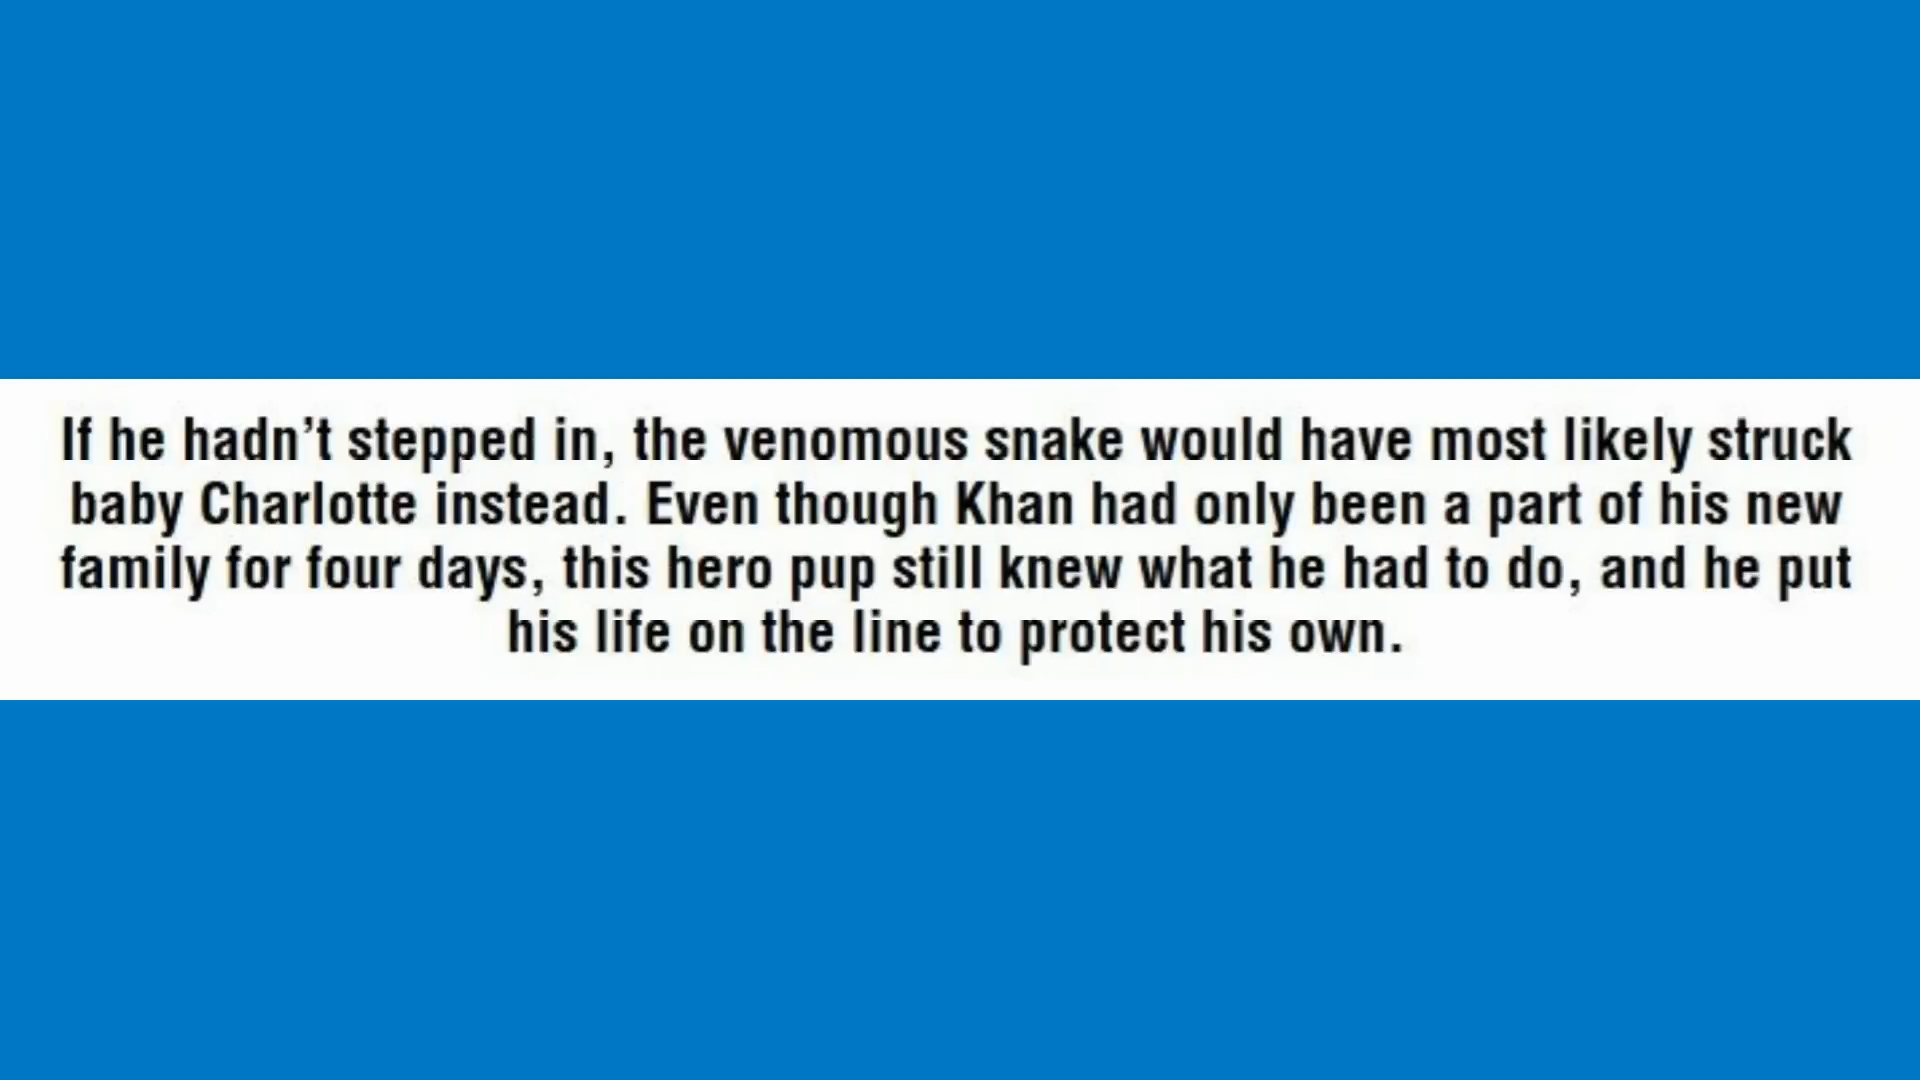 If he hadn’t stepped in, the venomous snake would have most likely struck
baby Charlotte instead. Even though Khan had only been a part of his new
family for four days, this hero pup still knew what he had to do, and he put
his life on the line to protect his own.